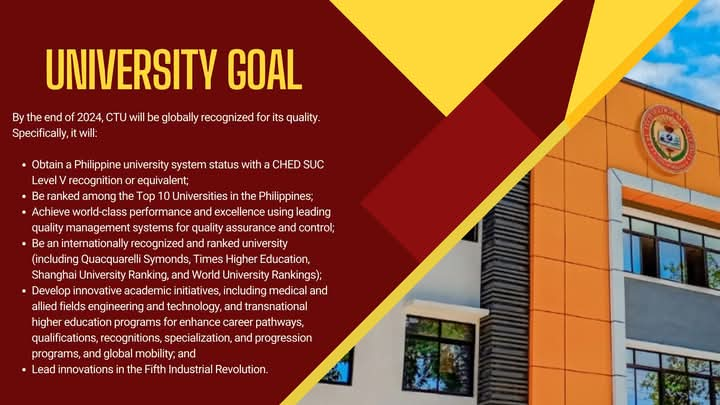 UNIVERSITY GOAL
By the end of 2024, CTU will be globally recognized for its quality.
Specifically, it will:
• Obtain a Philippine university system status with a CHED SUC
Level V recognition or equivalent;
• Be ranked among the Top 10 Universities in the Philippines;
• Achieve world-class performance and excellence using leading
quality management systems for quality assurance and control;
• Be an internationally recognized and ranked university
(including Quacquarelli Symonds, Times Higher Education,
Shanghai University Ranking, and World University Rankings);
• Develop innovative academic initiatives, including medical and
allied fields engineering and technology, and transnational
higher education programs for enhance career pathways,
qualifications, recognitions, specialization, and progression
programs, and global mobility; and
• Lead innovations in the Fifth Industrial Revolution.